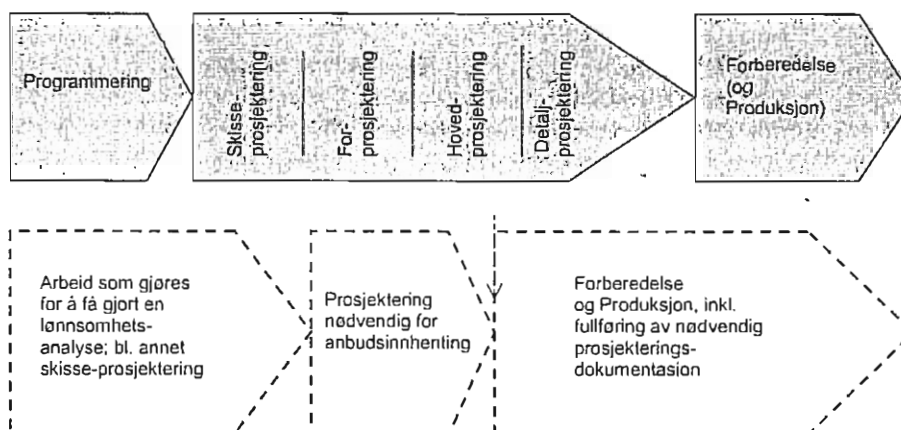 Programmering
Skisse-
prosjektering
For-
prosjektering
Hoved-
prosjektering
Detalj-
prosjektering
Forberedelse
(og
Produksjon)
Arbeid som gjøres
for å få gjort en
lønnsomhets-
analyse; bl. annet
skisse-prosjektering
Prosjektering
nødvendig for
anbudsinnhenting
Forberedelse
og Produksjon, inkl.
fullføring av nødvendig
prosjekterings-
dokumentasion